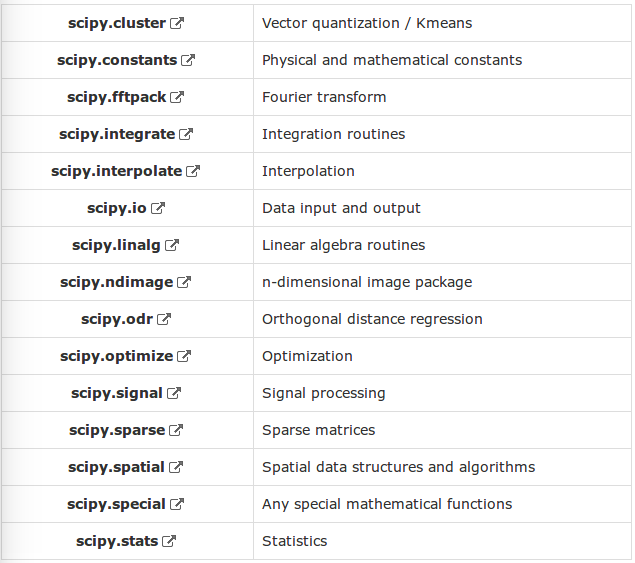 scipy.cluster Vector quantization / Kmeans
scipy.constants Physical and mathematical constants
scipy.fftpack Fourier transform
scipy.integrate Integration routines
scipy.interpolate Interpolation
scipy.io Data input and output
scipy.linalg Linear algebra routines
scipy.ndimage n-dimensional image package
scipy.odr Orthogonal distance regression
scipy.optimize Optimization
scipy.signal Signal processing
scipy.sparse Sparse matrices
scipy.spatial Spatial data structures and algorithms
scipy.special Any special mathematical functions
scipy.stats Statistics